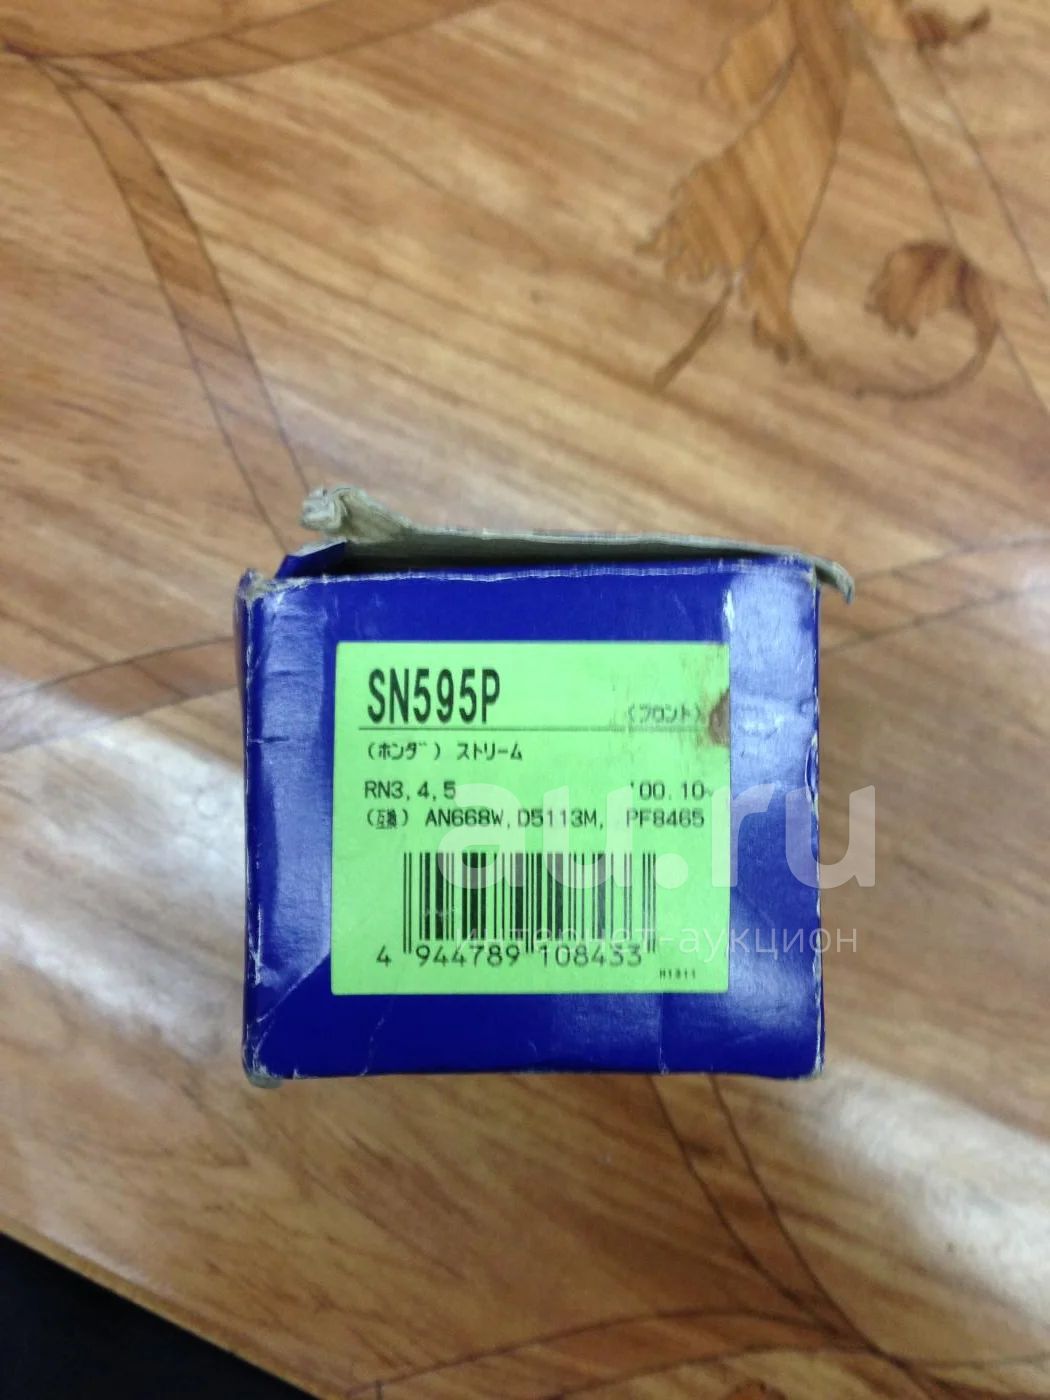 SN595P
(フロント)
(ホンダ) ストリーム
RN3,4,5 '00.10~
(互換) AN668W,D5113M, PF8465
4 944789 108433
M1311
au.ru
интернет-аукцион